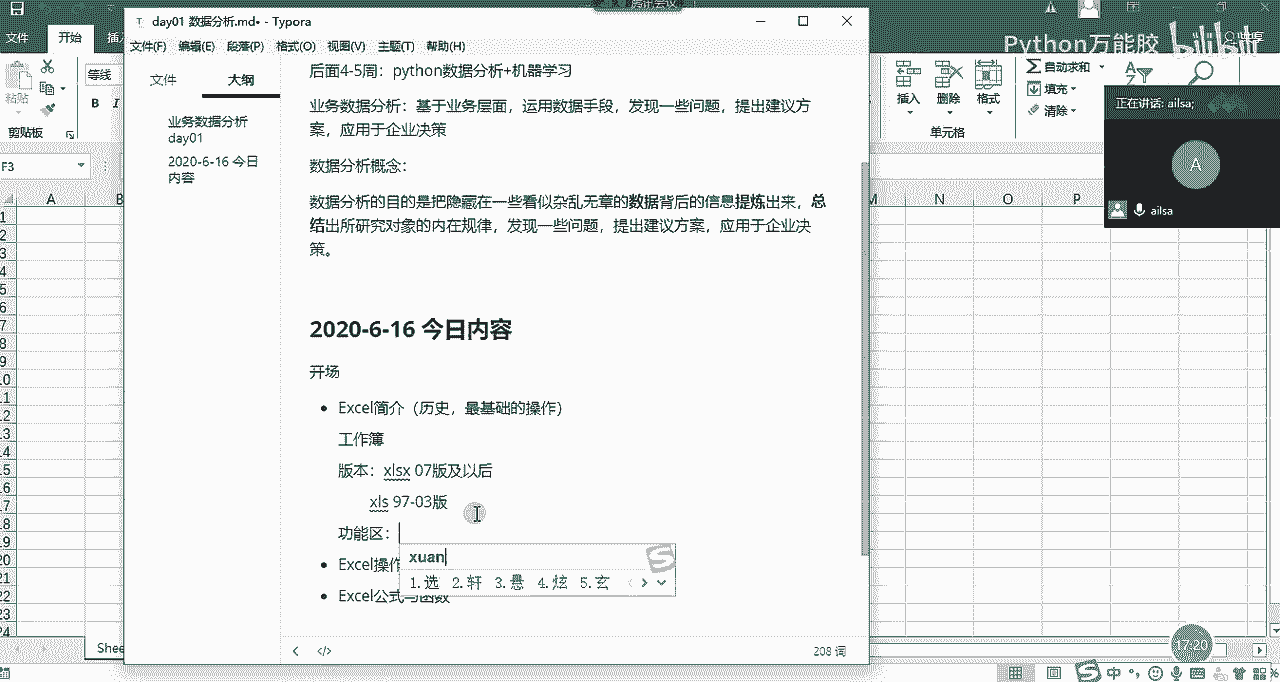 day01 数据分析.md• - Typora
文件 开始 插
Python万能胶 bilibili
文件(F) 编辑(E) 段落(P) 格式(O) 视图(V) 主题(T) 帮助(H)
文件 大纲
业务数据分析
day01
2020-6-16 今日
内容
粘贴
等线
B I
剪贴板
F3
插入 删除 格式
单元格
自动求和
填充
清除
正在讲话: ailsa;
A
ailsa
后面4-5周：python数据分析+机器学习
业务数据分析：基于业务层面，运用数据手段，发现一些问题，提出建议方
案，应用于企业决策
数据分析概念：
数据分析的目的是把隐藏在一些看似杂乱无章的数据背后的信息提炼出来，总
结出所研究对象的内在规律，发现一些问题，提出建议方案，应用于企业决
策。
2020-6-16 今日内容
开场
Excel简介（历史，最基础的操作）
工作簿
版本：xlsx 07版及以后
xls 97-03版
功能区：
xuan
1.选 2.轩 3.悬 4.炫 5.玄
Excel操作
Excel公式与函数
208 词
A B M N O P
1
2
3
4
5
6
7
8
9
10
11
12
13
14
15
16
17
18
19
20
21
22
23
24
Shee
17:20
中